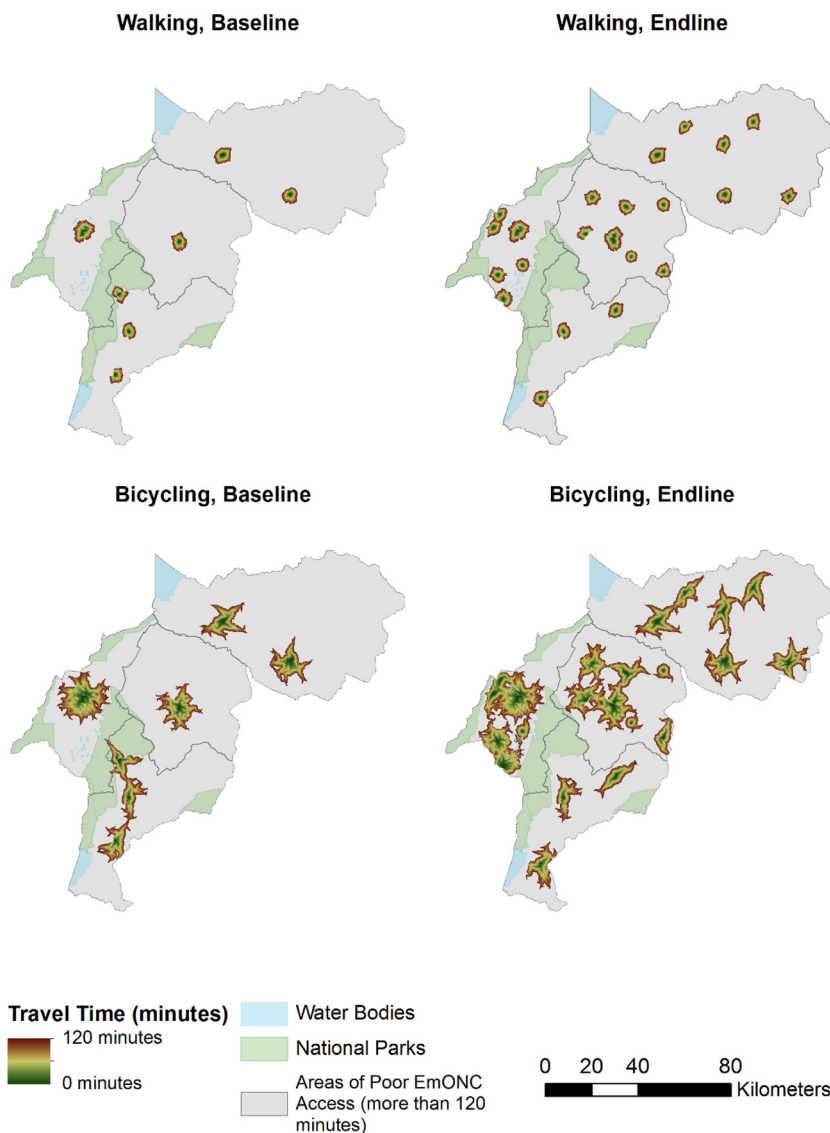 Walking, Baseline
Walking, Endline
Bicycling, Baseline
Bicycling, Endline
Travel Time (minutes)
120 minutes
0 minutes
Water Bodies
National Parks
Areas of Poor EmONC
Access (more than 120
minutes)
0 20 40 80
Kilometers